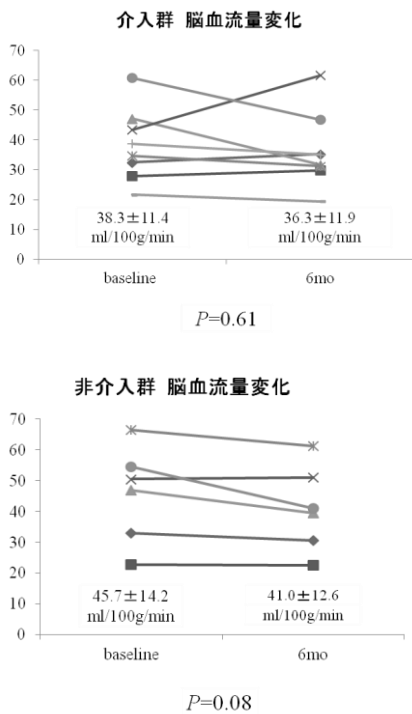 介入群 脳血流量変化
70
60
50
40
30
20
10
0
38.3±11.4
ml/100g/min
36.3±11.9
ml/100g/min
baseline
6mo
P=0.61
非介入群 脳血流量変化
70
60
50
40
30
20
10
0
45.7±14.2
ml/100g/min
41.0±12.6
ml/100g/min
baseline
6mo
P=0.08